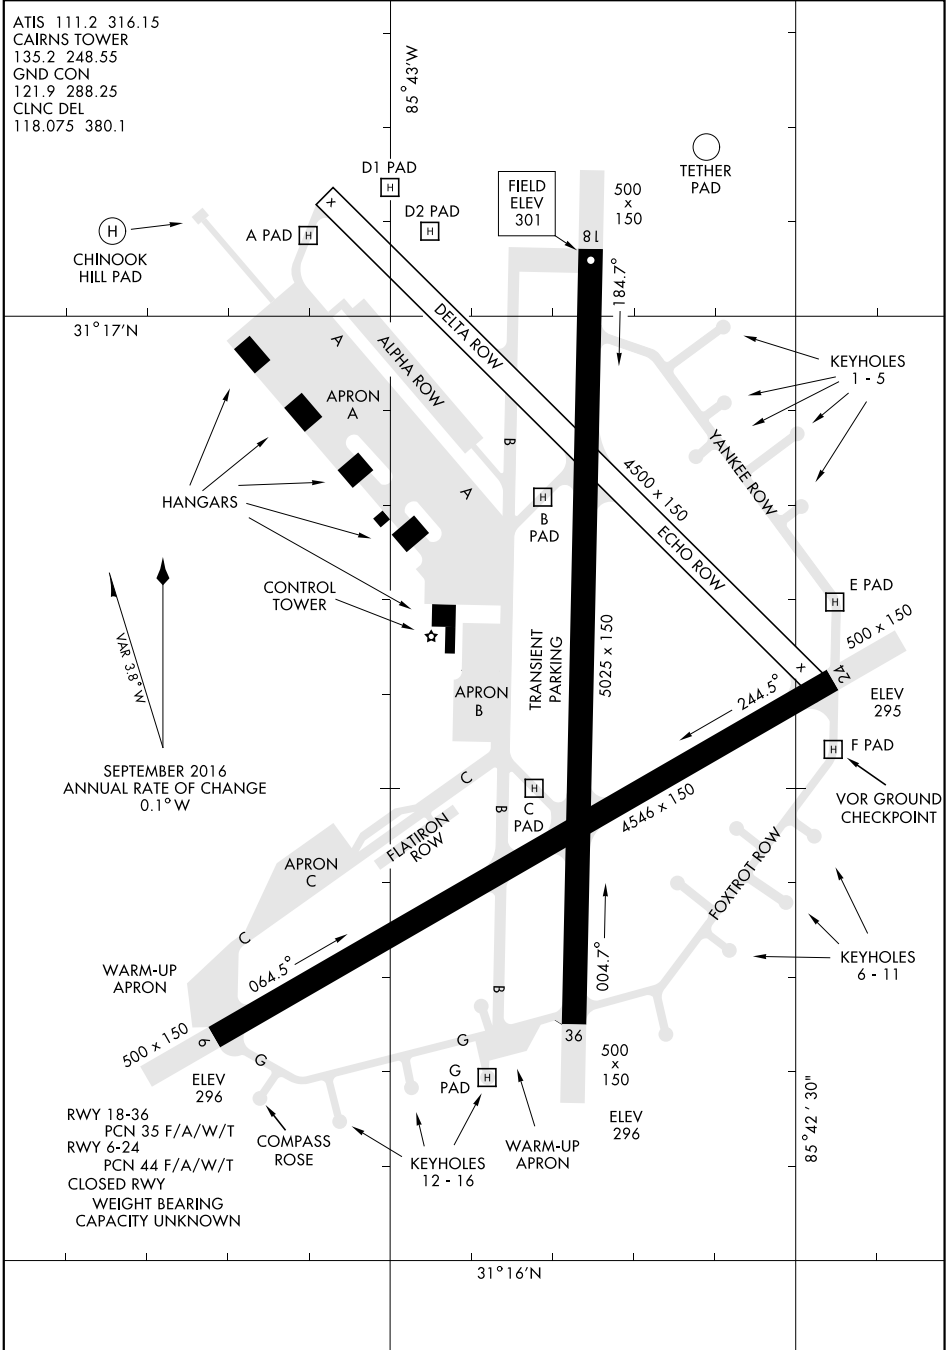 ATIS 111.2 316.15
CAIRNS TOWER
135.2 248.55
GND CON
121.9 288.25
CLNC DEL
118.075 380.1
85°43'W
D1 PAD
H
D2 PAD
H
A PAD
H
H
CHINOOK
HILL PAD
FIELD
ELEV
301
500
x
150
TETHER
PAD
18
184.7°
x
31°17'N
DELTA ROW
ALPHA ROW
A
APRON
A
KEYHOLES
1 - 5
YANKEE ROW
B
4500 x 150
A
HANGARS
H
B
PAD
ECHO ROW
CONTROL
TOWER
E PAD
H
500 x 150
VAR 3.8° W
TRANSIENT
PARKING
5025 x 150
APRON
B
x
24
244.5°
ELEV
295
H
F PAD
SEPTEMBER 2016
ANNUAL RATE OF CHANGE
0.1° W
C
H
C
PAD
B
4546 x 150
VOR GROUND
CHECKPOINT
FLATIRON
ROW
APRON
C
FOXTROT ROW
C
064.5°
004.7°
KEYHOLES
6 - 11
WARM-UP
APRON
B
500 x 150
6
G
G
36
ELEV
296
G
PAD
H
500
x
150
ELEV
296
85°42' 30"
RWY 18-36
PCN 35 F/A/W/T
RWY 6-24
PCN 44 F/A/W/T
CLOSED RWY
WEIGHT BEARING
CAPACITY UNKNOWN
COMPASS
ROSE
KEYHOLES
12 - 16
WARM-UP
APRON
31°16'N